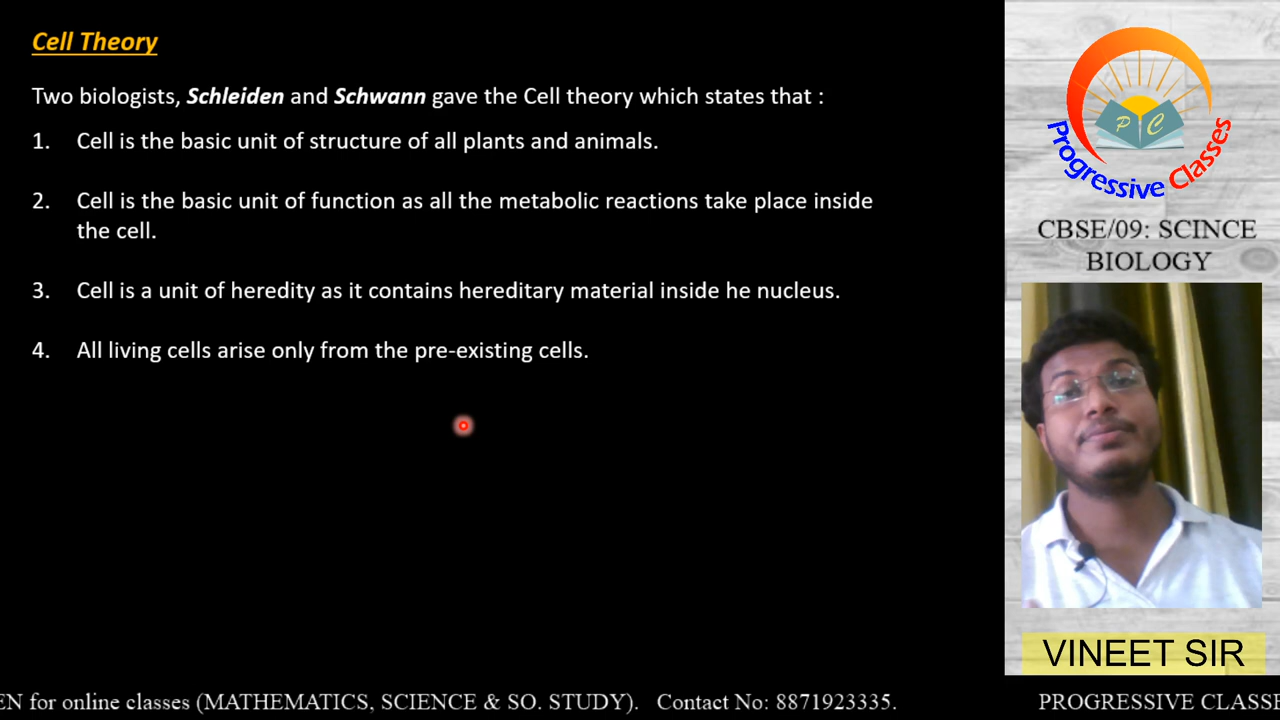 Cell Theory
Two biologists, Schleiden and Schwann gave the Cell theory which states that :
1. Cell is the basic unit of structure of all plants and animals.
2. Cell is the basic unit of function as all the metabolic reactions take place inside
the cell.
3. Cell is a unit of heredity as it contains hereditary material inside he nucleus.
4. All living cells arise only from the pre-existing cells.
P C
Progressive Classes
CBSE/09: SCINCE
BIOLOGY
VINEET SIR
EN for online classes (MATHEMATICS, SCIENCE & SO. STUDY). Contact No: 8871923335. PROGRESSIVE CLASSE